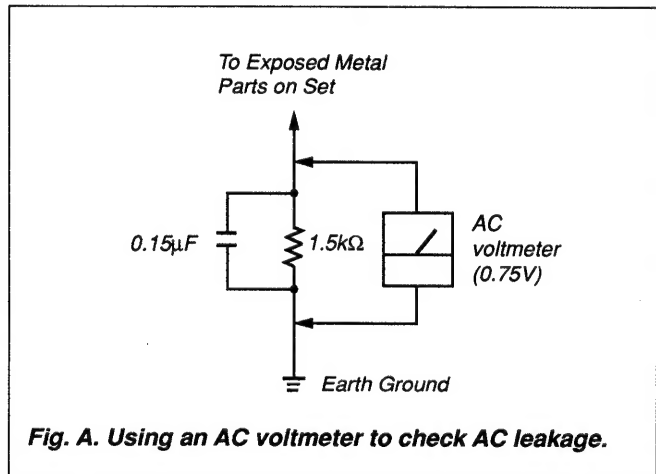 To Exposed Metal
Parts on Set
0.15μF
1.5kΩ
AC
voltmeter
(0.75V)
Earth Ground
Fig. A. Using an AC voltmeter to check AC leakage.